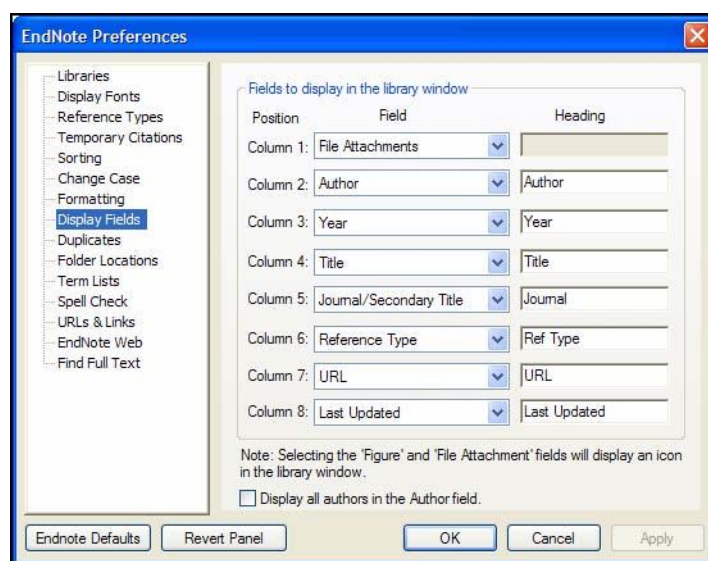 EndNote Preferences
Libraries
Display Fonts
Reference Types
Temporary Citations
Sorting
Change Case
Formatting
Display Fields
Duplicates
Folder Locations
Term Lists
Spell Check
URLs & Links
EndNote Web
Find Full Text
Fields to display in the library window
Position Field Heading
Column 1: File Attachments
Column 2: Author Author
Column 3: Year Year
Column 4: Title Title
Column 5: Journal/Secondary Title Journal
Column 6: Reference Type Ref Type
Column 7: URL URL
Column 8: Last Updated Last Updated
Note: Selecting the 'Figure' and 'File Attachment' fields will display an icon
in the library window.
Display all authors in the Author field.
Endnote Defaults Revert Panel OK Cancel Apply